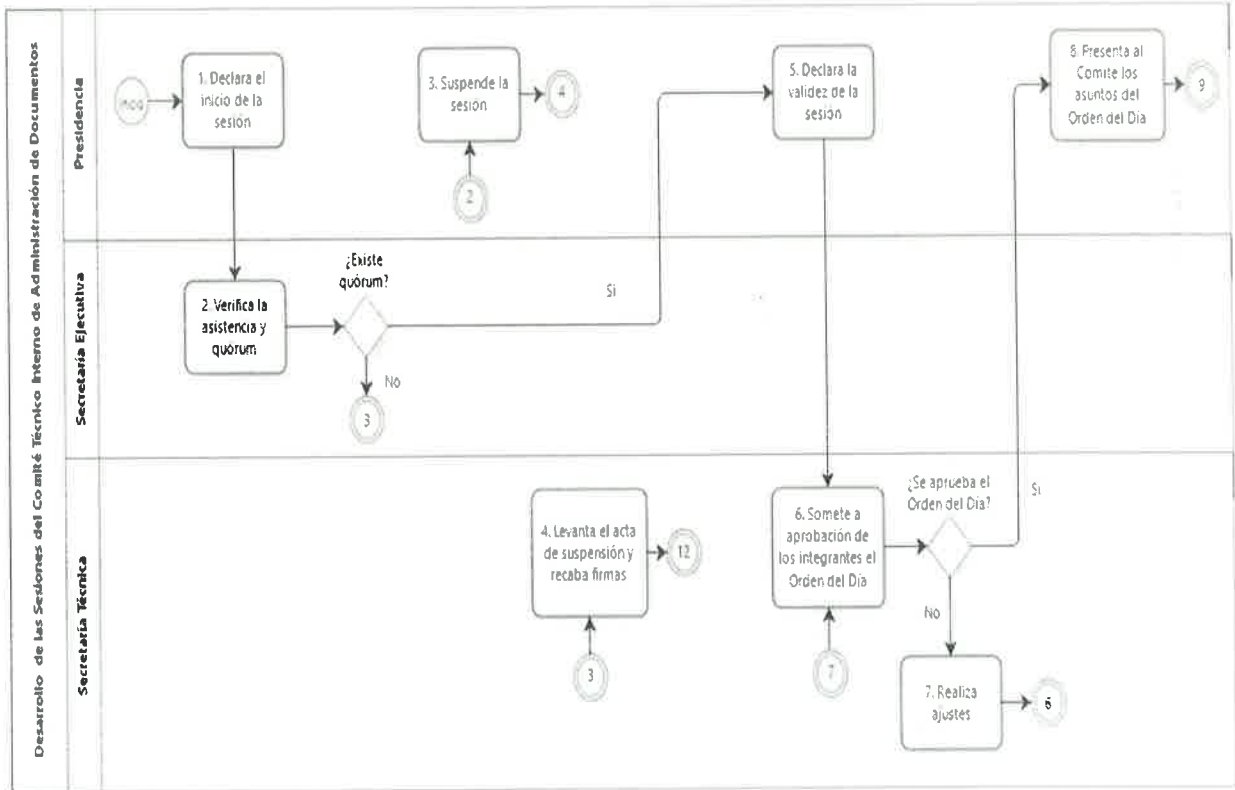 Desarrollo de las Sesiones del Comité Técnico Interno de Administración de Documentos
Presidencia
Inicio
1. Declara el
inicio de la
sesión
3. Suspende la
sesión
4
2
5. Declara la
validez de la
sesión
8. Presenta al
Comité los
asuntos del
Orden del Día
9
Secretaría Ejecutiva
2. Verifica la
asistencia y
quórum
¿Existe
quórum?
Si
No
3
Secretaría Técnica
4. Levanta el acta
de suspensión y
recaba firmas
12
3
6. Somete a
aprobación de
los integrantes el
Orden del Día
7
¿Se aprueba el
Orden del Día?
Si
No
7. Realiza
ajustes
6